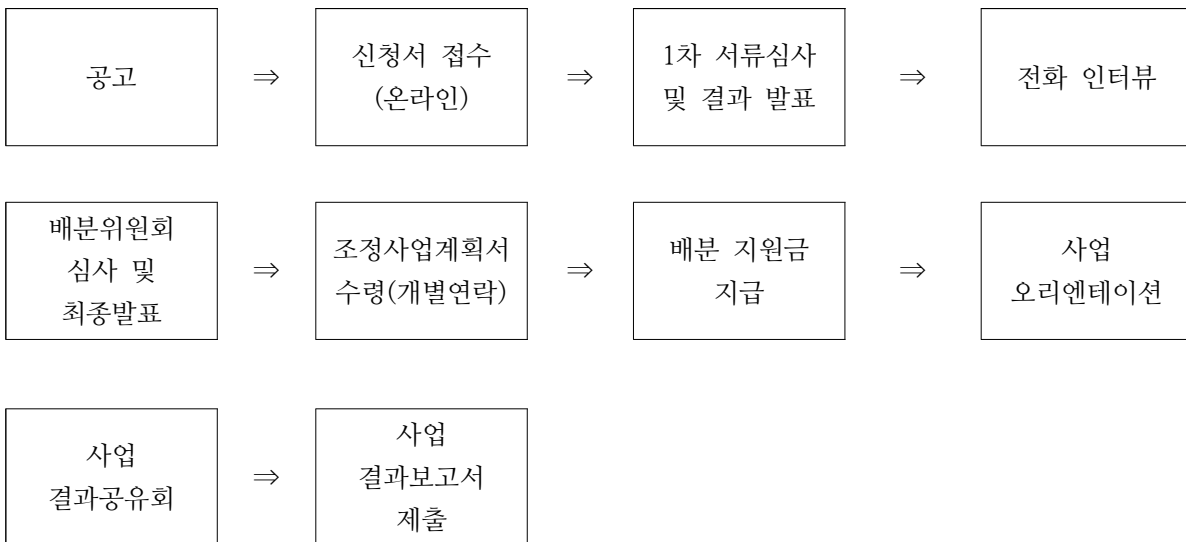 공고
⇒
신청서 접수
(온라인)
⇒
1차 서류심사
및 결과 발표
⇒
전화 인터뷰
배분위원회
심사 및
최종발표
⇒
조정사업계획서
수령(개별연락)
⇒
배분 지원금
지급
⇒
사업
오리엔테이션
사업
결과공유회
⇒
사업
결과보고서
제출